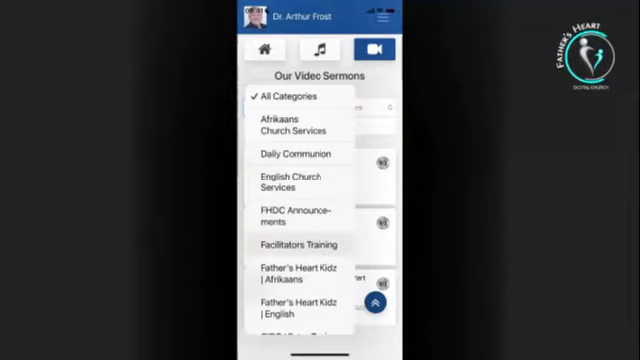 Dr. Arthur Frost
Our Video Sermons
✓ All Categories
Afrikaans
Church Services
Daily Communion
English Church
Services
FHDC Announce-
ments
Facilitators Training
Father's Heart Kidz
| Afrikaans
Father's Heart Kidz
| English
FATHER'S HEART
DIGITAL CHURCH